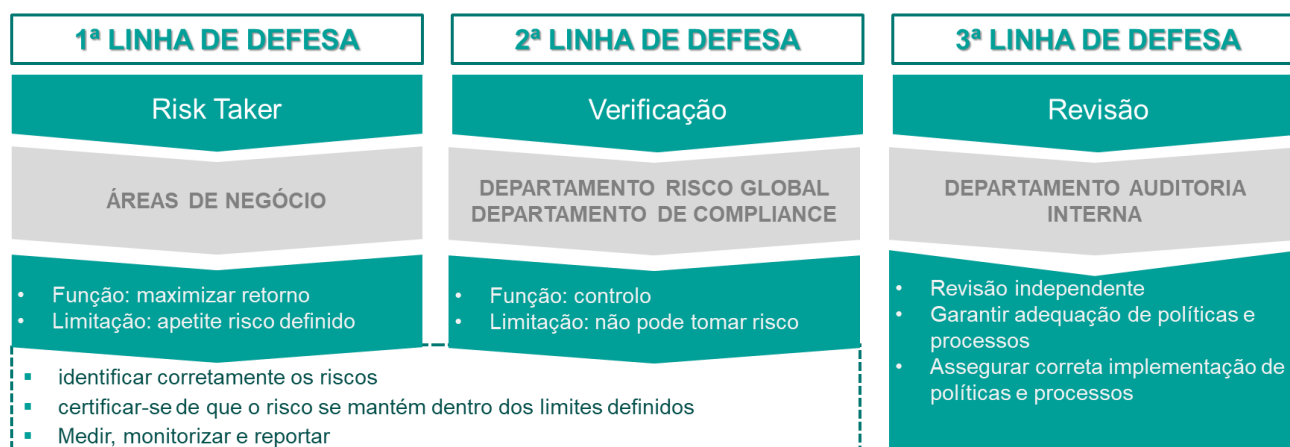 1ª LINHA DE DEFESA
Risk Taker
ÁREAS DE NEGÓCIO
• Função: maximizar retorno
• Limitação: apetite risco definido
2ª LINHA DE DEFESA
Verificação
DEPARTAMENTO RISCO GLOBAL
DEPARTAMENTO DE COMPLIANCE
• Função: controlo
• Limitação: não pode tomar risco
▪ identificar corretamente os riscos
▪ certificar-se de que o risco se mantém dentro dos limites definidos
▪ Medir, monitorizar e reportar
3ª LINHA DE DEFESA
Revisão
DEPARTAMENTO AUDITORIA
INTERNA
• Revisão independente
• Garantir adequação de políticas e
processos
• Assegurar correta implementação de
políticas e processos